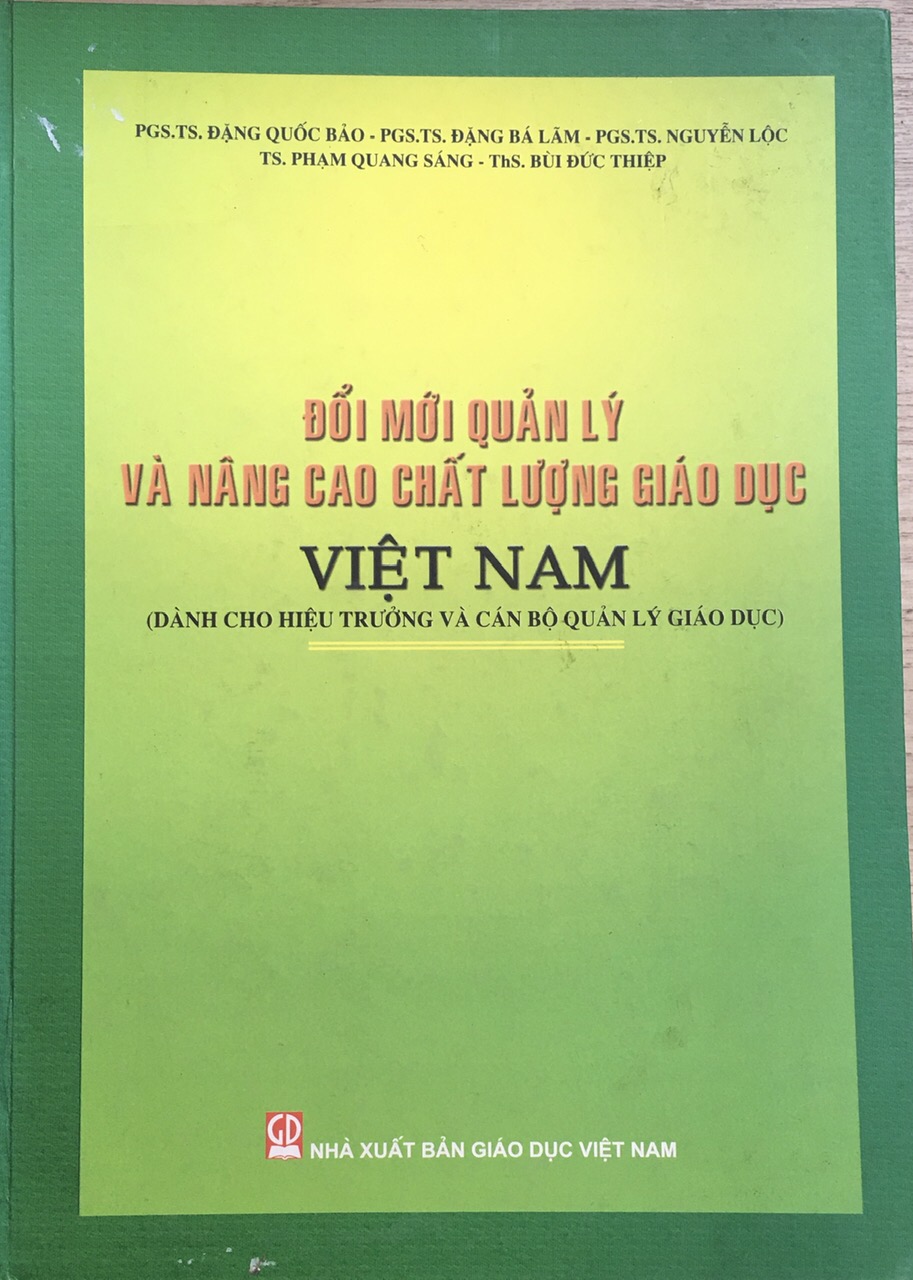 PGS.TS. ĐẶNG QUỐC BẢO - PGS.TS. ĐẶNG BÁ LÃM - PGS.TS. NGUYỄN LỘC
TS. PHẠM QUANG SÁNG - ThS. BÙI ĐỨC THIỆP
ĐỔI MỚI QUẢN LÝ
VÀ NÂNG CAO CHẤT LƯỢNG GIÁO DỤC
VIỆT NAM
(DÀNH CHO HIỆU TRƯỞNG VÀ CÁN BỘ QUẢN LÝ GIÁO DỤC)
GD
NHÀ XUẤT BẢN GIÁO DỤC VIỆT NAM